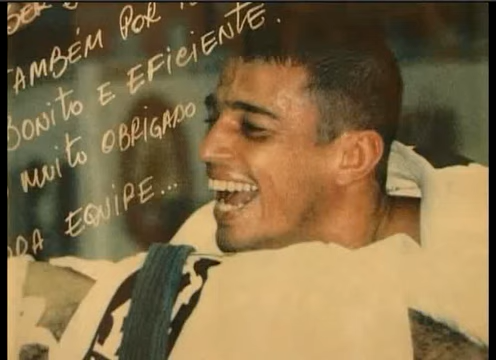 TAMBÉM POR
BONITO E EFICIENTE.
MUITO OBRIGADO
EQUIPE...